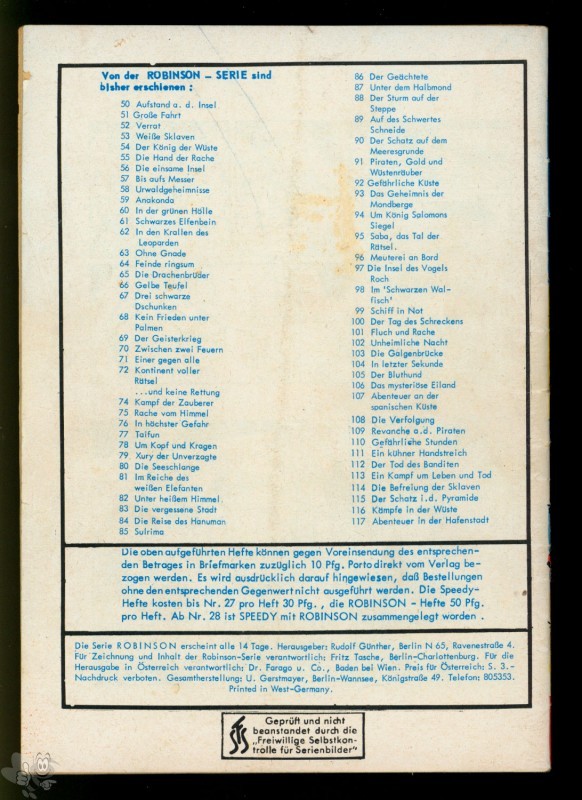 Von der ROBINSON – SERIE sind
bisher erschienen :
50 Aufstand a. d. Insel
51 Große Fahrt
52 Verrat
53 Weiße Sklaven
54 Der König der Wüste
55 Die Hand der Rache
56 Die einsame Insel
57 Bis aufs Messer
58 Urwaldgeheimnisse
59 Anakonda
60 In der grünen Hölle
61 Schwarzes Elfenbein
62 In den Krallen des
Leoparden
63 Ohne Gnade
64 Feinde ringsum
65 Die Drachenbrüder
66 Gelbe Teufel
67 Drei schwarze
Dschunken
68 Kein Frieden unter
Palmen
69 Der Geisterkrieg
70 Zwischen zwei Feuern
71 Einer gegen alle
72 Kontinent voller
Rätsel
...und keine Rettung
74 Kampf der Zauberer
75 Rache vom Himmel
76 In höchster Gefahr
77 Taifun
78 Um Kopf und Kragen
79 Xury der Unverzagte
80 Die Seeschlange
81 Im Reiche des
weißen Elefanten
82 Unter heißem Himmel
83 Die vergessene Stadt
84 Die Reise des Hanuman
85 Sulrima
86 Der Geächtete
87 Unter dem Halbmond
88 Der Sturm auf der
Steppe
89 Auf des Schwertes
Schneide
90 Der Schatz auf dem
Meeresgrunde
91 Piraten, Gold und
Wüstenräuber
92 Gefährliche Küste
93 Das Geheimnis der
Mondberge
94 Um König Salomons
Siegel
95 Saba, das Tal der
Rätsel.
96 Meuterei an Bord
97 Die Insel des Vogels
Roch
98 Im 'Schwarzen Wal-
fisch'
99 Schiff in Not
100 Der Tag des Schreckens
101 Fluch und Rache
102 Unheimliche Nacht
103 Die Galgenbrücke
104 In letzter Sekunde
105 Der Bluthund
106 Das mysteriöse Eiland
107 Abenteuer an der
spanischen Küste
108 Die Verfolgung
109 Revanche a.d. Piraten
110 Gefährliche Stunden
111 Ein kühner Handstreich
112 Der Tod des Banditen
113 Ein Kampf um Leben und Tod
114 Die Befreiung der Sklaven
115 Der Schatz i.d. Pyramide
116 Kämpfe in der Wüste
117 Abenteuer in der Hafenstadt
Die oben aufgeführten Hefte können gegen Voreinsendung des entsprechen-
den Betrages in Briefmarken zuzüglich 10 Pfg. Porto direkt vom Verlag be-
zogen werden. Es wird ausdrücklich darauf hingewiesen, daß Bestellungen
ohne den entsprechenden Gegenwert nicht ausgeführt werden. Die Speedy-
Hefte kosten bis Nr. 27 pro Heft 30 Pfg. , die ROBINSON - Hefte 50 Pfg.
pro Heft. Ab Nr. 28 ist SPEEDY mit ROBINSON zusammengelegt worden .
Die Serie ROBINSON erscheint alle 14 Tage. Herausgeber: Rudolf Günther, Berlin N 65, Ravenestraße 4.
Für Zeichnung und Inhalt der Robinson-Serie verantwortlich: Fritz Tasche, Berlin-Charlottenburg. Für die
Herausgabe in Österreich verantwortlich: Dr. Farago u. Co., Baden bei Wien. Preis für Österreich: S. 3.-
Nachdruck verboten. Gesamtherstellung: U. Gerstmayer, Berlin-Wannsee, Königstraße 49. Telefon: 805353.
Printed in West-Germany.
FSS
Geprüft und nicht
beanstandet durch die
„Freiwillige Selbstkon-
trolle für Serienbilder"